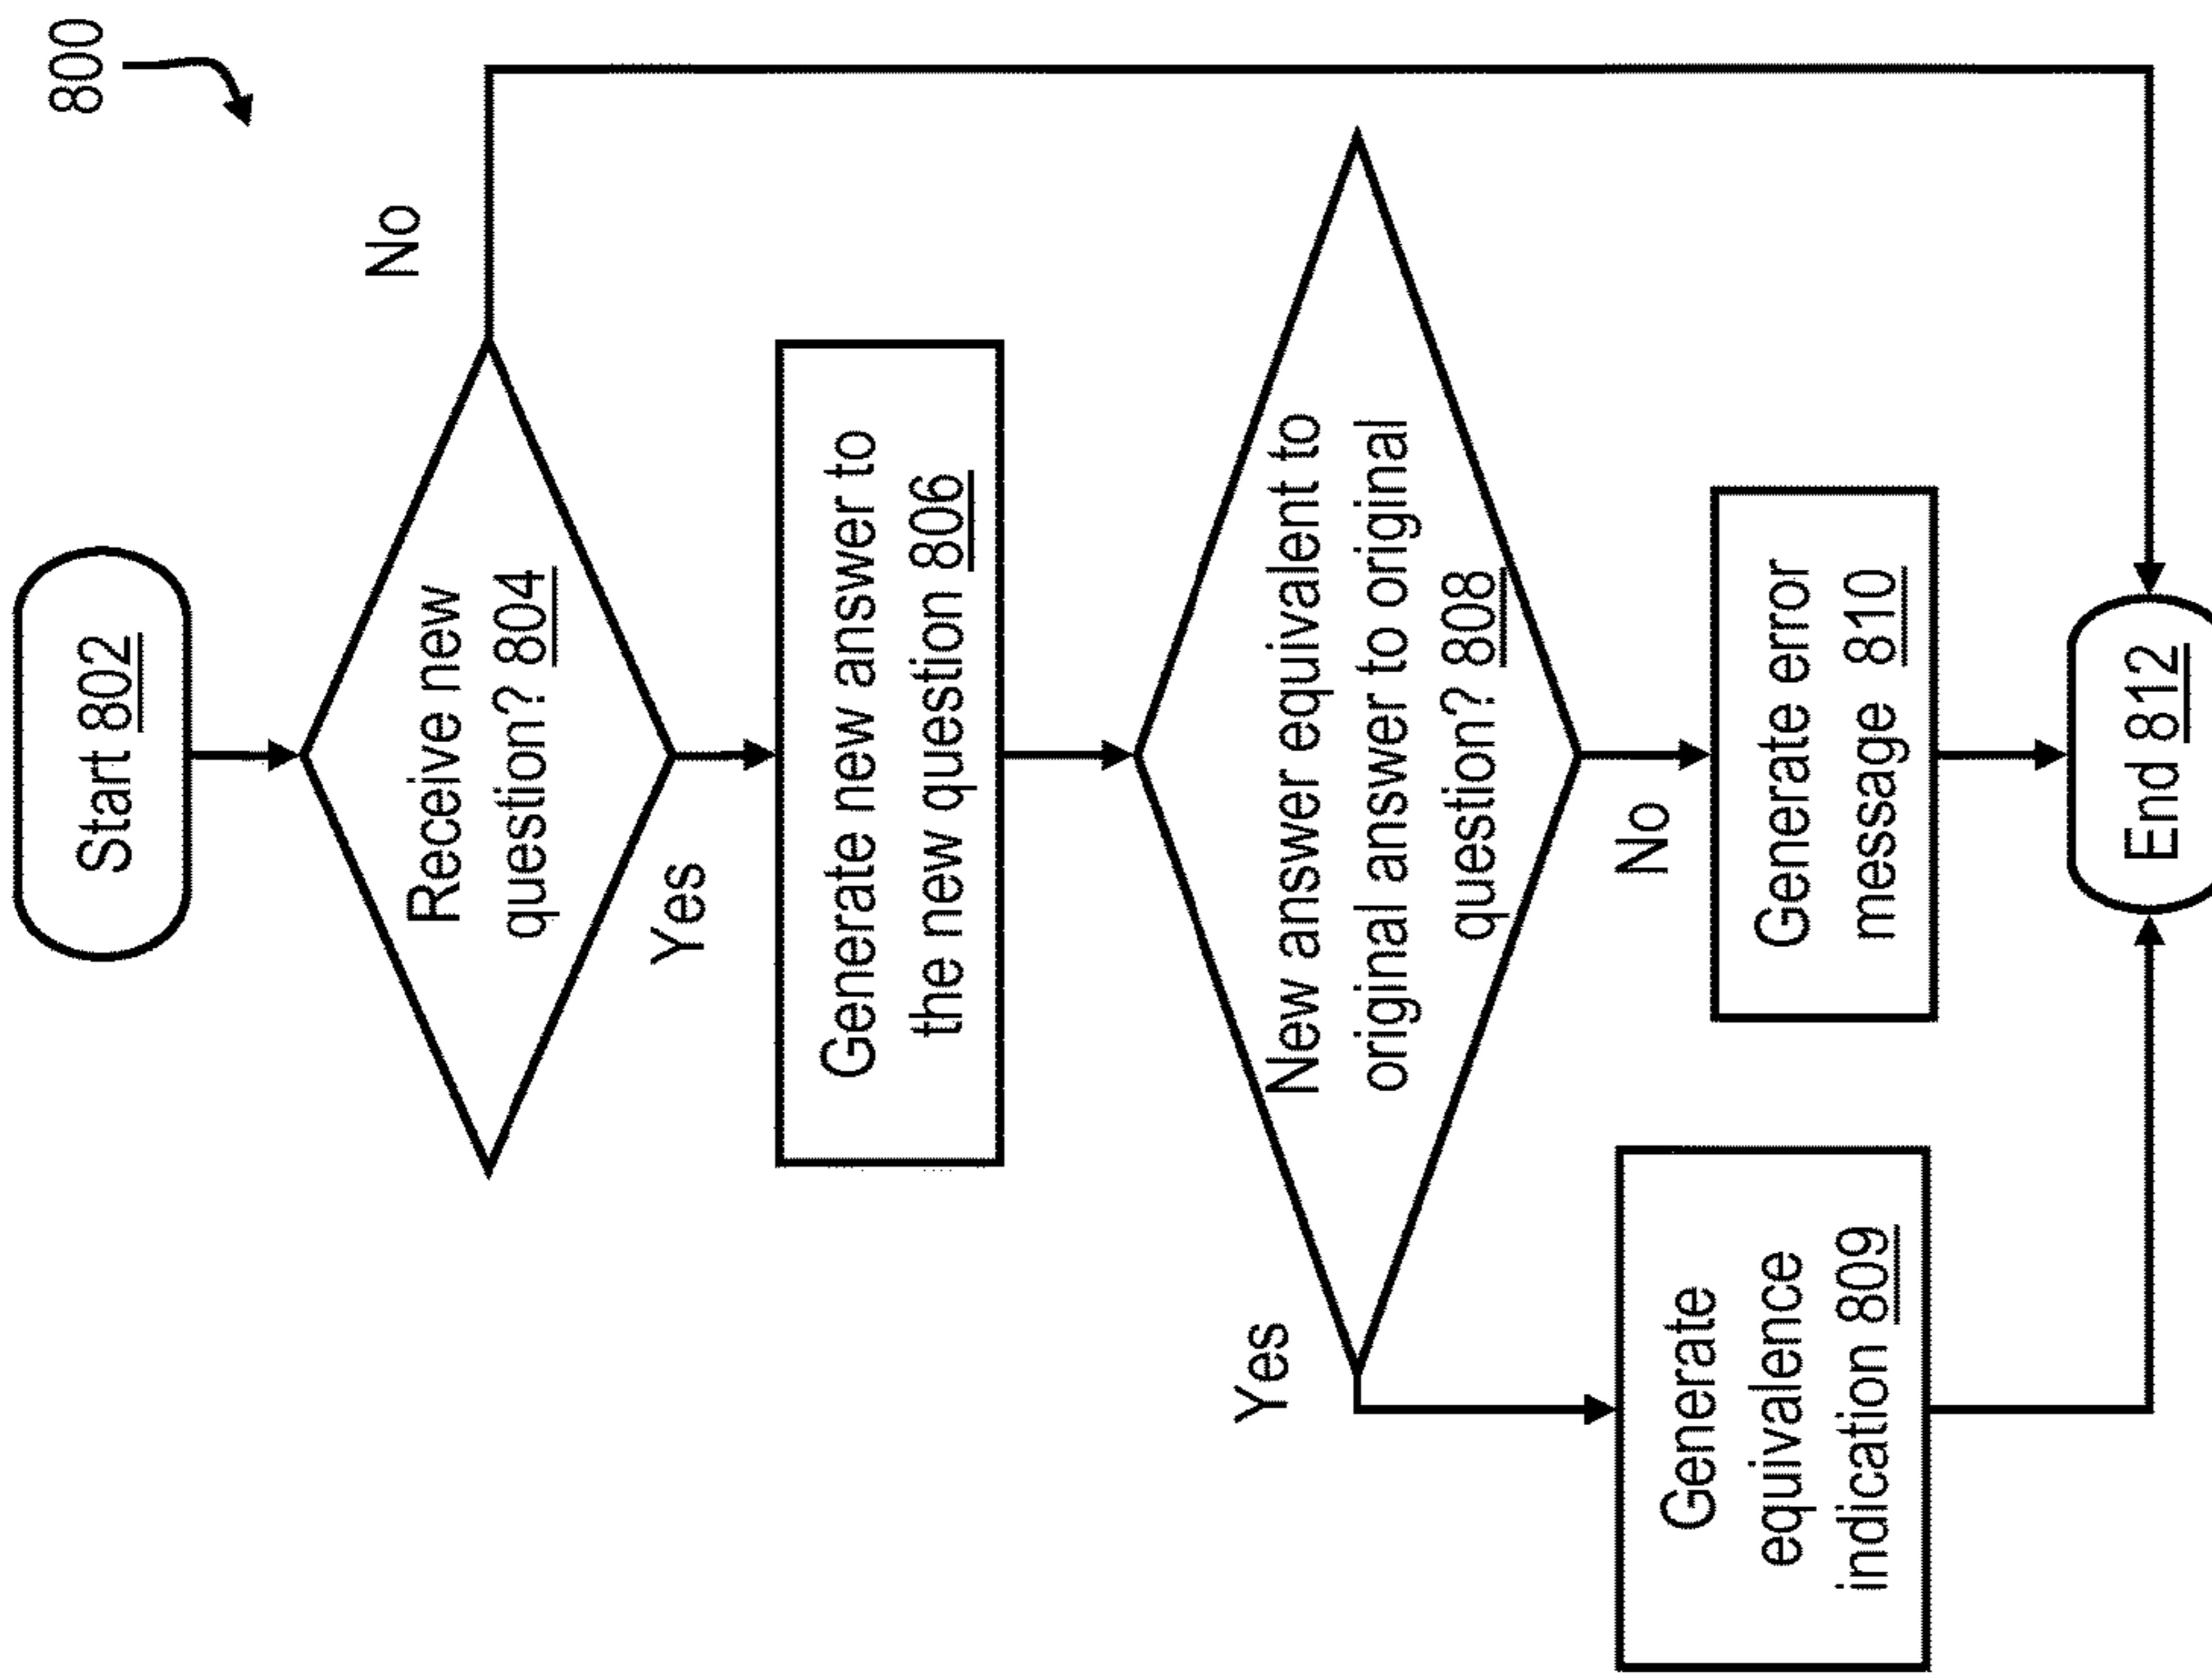 800
Start 802
Receive new
question? 804
No
Yes
Generate new answer to
the new question 806
New answer equivalent to
original answer to original
question? 808
Yes
No
Generate
equivalence
indication 809
Generate error
message 810
End 812